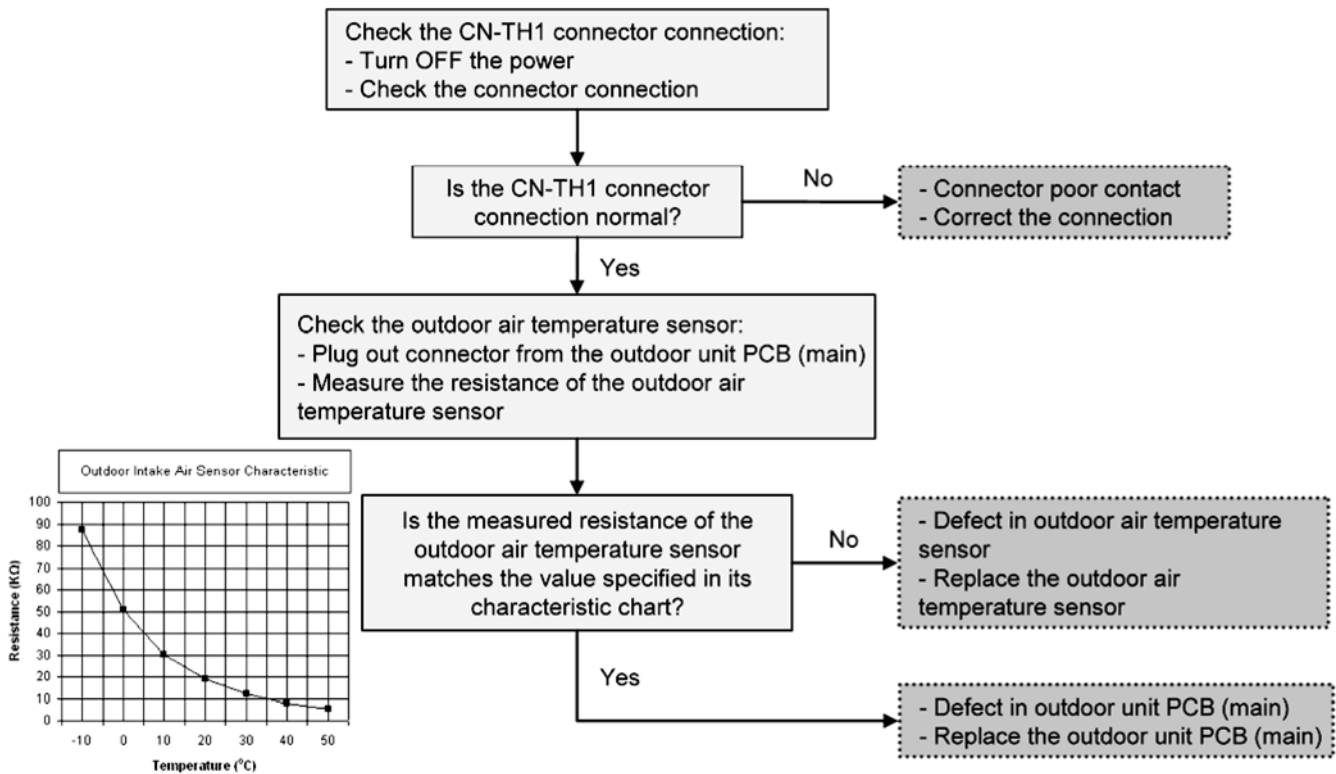 Check the CN-TH1 connector connection:
- Turn OFF the power
- Check the connector connection
Is the CN-TH1 connector
connection normal?
No
- Connector poor contact
- Correct the connection
Yes
Check the outdoor air temperature sensor:
- Plug out connector from the outdoor unit PCB (main)
- Measure the resistance of the outdoor air
temperature sensor
Outdoor Intake Air Sensor Characteristic
100
90
80
70
60
50
40
30
20
10
0
Resistance (KΩ)
-10 0 10 20 30 40 50
Temperature (°C)
Is the measured resistance of the
outdoor air temperature sensor
matches the value specified in its
characteristic chart?
No
- Defect in outdoor air temperature
sensor
- Replace the outdoor air
temperature sensor
Yes
- Defect in outdoor unit PCB (main)
- Replace the outdoor unit PCB (main)